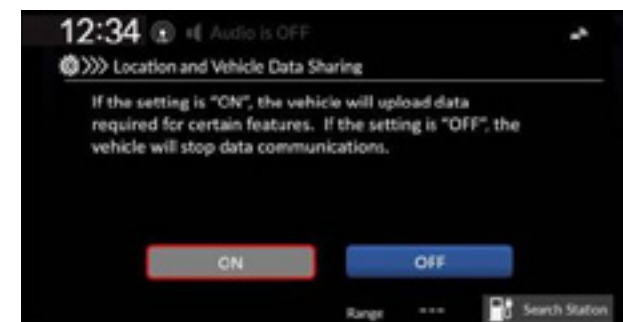 12:34 Audio is OFF
>>> Location and Vehicle Data Sharing
If the setting is "ON", the vehicle will upload data
required for certain features. If the setting is "OFF", the
vehicle will stop data communications.
ON OFF
Range --- Search Station